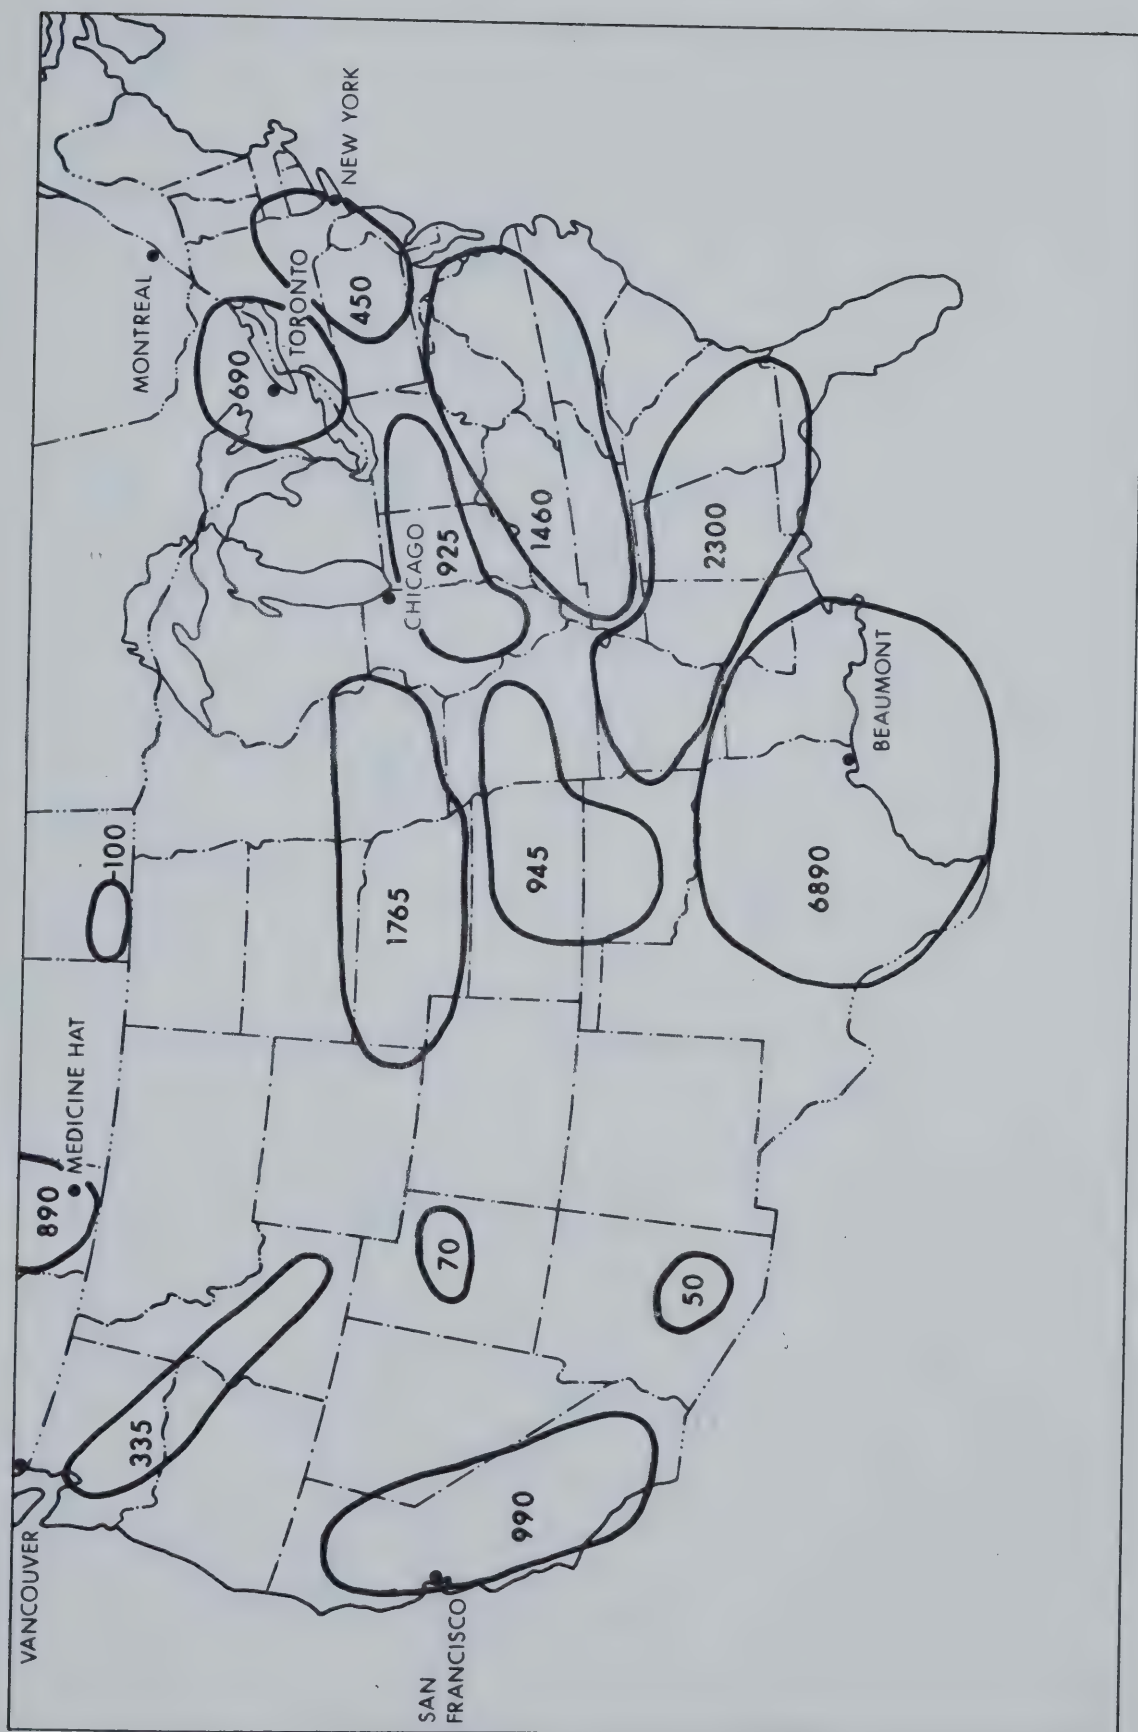 VANCOUVER
890
MEDICINE HAT
100
MONTREAL
690
TORONTO
NEW YORK
450
335
CHICAGO
925
1765
70
945
1460
SAN
FRANCISCO
990
50
2300
6890
BEAUMONT